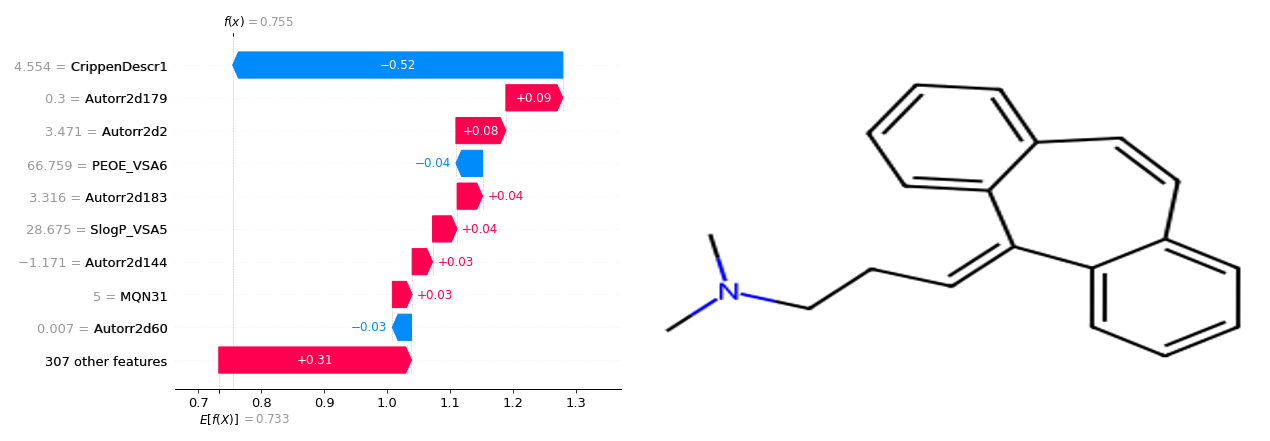 f(x) = 0.755
4.554 = CrippenDescr1
−0.52
0.3 = Autorr2d179
+0.09
3.471 = Autorr2d2
+0.08
66.759 = PEOE_VSA6
−0.04
3.316 = Autorr2d183
+0.04
28.675 = SlogP_VSA5
+0.04
−1.171 = Autorr2d144
+0.03
5 = MQN31
+0.03
0.007 = Autorr2d60
−0.03
307 other features
+0.31
0.7 0.8 0.9 1.0 1.1 1.2 1.3
E[f(X)] = 0.733
N